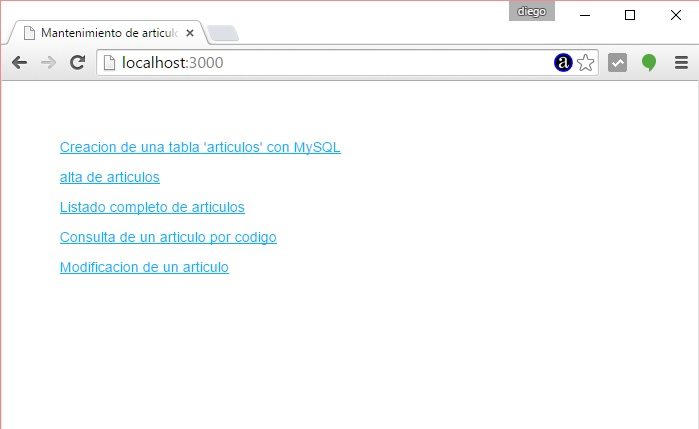 diego
Mantenimiento de articulo
localhost:3000
a
Creacion de una tabla 'articulos' con MySQL
alta de articulos
Listado completo de articulos
Consulta de un articulo por codigo
Modificacion de un articulo